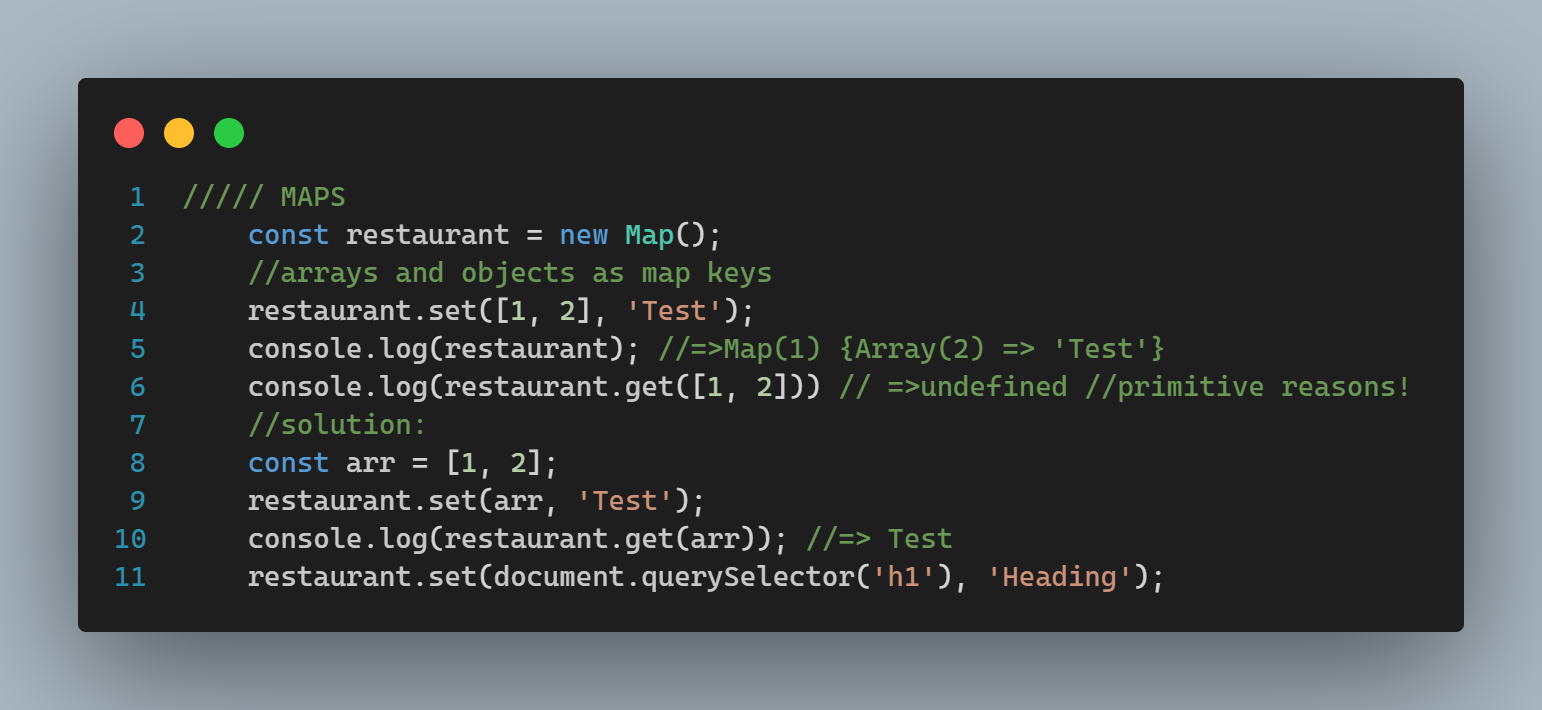 1 ///// MAPS
2 const restaurant = new Map();
3 //arrays and objects as map keys
4 restaurant.set([1, 2], 'Test');
5 console.log(restaurant); //=>Map(1) {Array(2) => 'Test'}
6 console.log(restaurant.get([1, 2])) // =>undefined //primitive reasons!
7 //solution:
8 const arr = [1, 2];
9 restaurant.set(arr, 'Test');
10 console.log(restaurant.get(arr)); //=> Test
11 restaurant.set(document.querySelector('h1'), 'Heading');